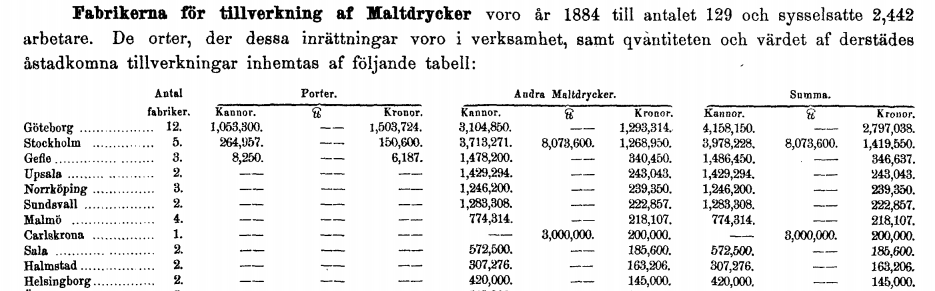 Fabrikerna för tillverkning af Maltdrycker voro år 1884 till antalet 129 och sysselsatte 2,442
arbetare. De orter, der dessa inrättningar voro i verksamhet, samt qvantiteten och värdet af derstädes
åstadkomna tillverkningar inhemtas af följande tabell:
Antal Porter. Andra Maltdrycker. Summa.
fabriker. Kannor. ℔ Kronor. Kannor. ℔ Kronor. Kannor. ℔ Kronor.
Göteborg ................. 12. 1,053,300. — 1,503,724. 3,104,850. — 1,293,314. 4,158,150. — 2,797,038.
Stockholm ............... 5. 264,957. — 150,600. 3,713,271. 8,073,600. 1,268,950. 3,978,228. 8,073,600. 1,419,550.
Gefle ....................... 3. 8,250. — 6,187. 1,478,200. — 340,450. 1,486,450. — 346,637.
Upsala ..................... 2. — — — 1,429,294. — 243,043. 1,429,294. — 243,043.
Norrköping .............. 3. — — — 1,246,200. — 239,350. 1,246,200. — 239,350.
Sundsvall ................. 2. — — — 1,283,308. — 222,857. 1,283,308. — 222,857.
Malmö .................... 4. — — — 774,314. — 218,107. 774,314. — 218,107.
Carlskrona .............. 1. — — — — 3,000,000. 200,000. — 3,000,000. 200,000.
Sala ......................... 2. — — — 572,500. — 185,600. 572,500. — 185,600.
Halmstad ................. 2. — — — 307,276. — 163,206. 307,276. — 163,206.
Helsingborg ............. 2. — — — 420,000. — 145,000. 420,000. — 145,000.